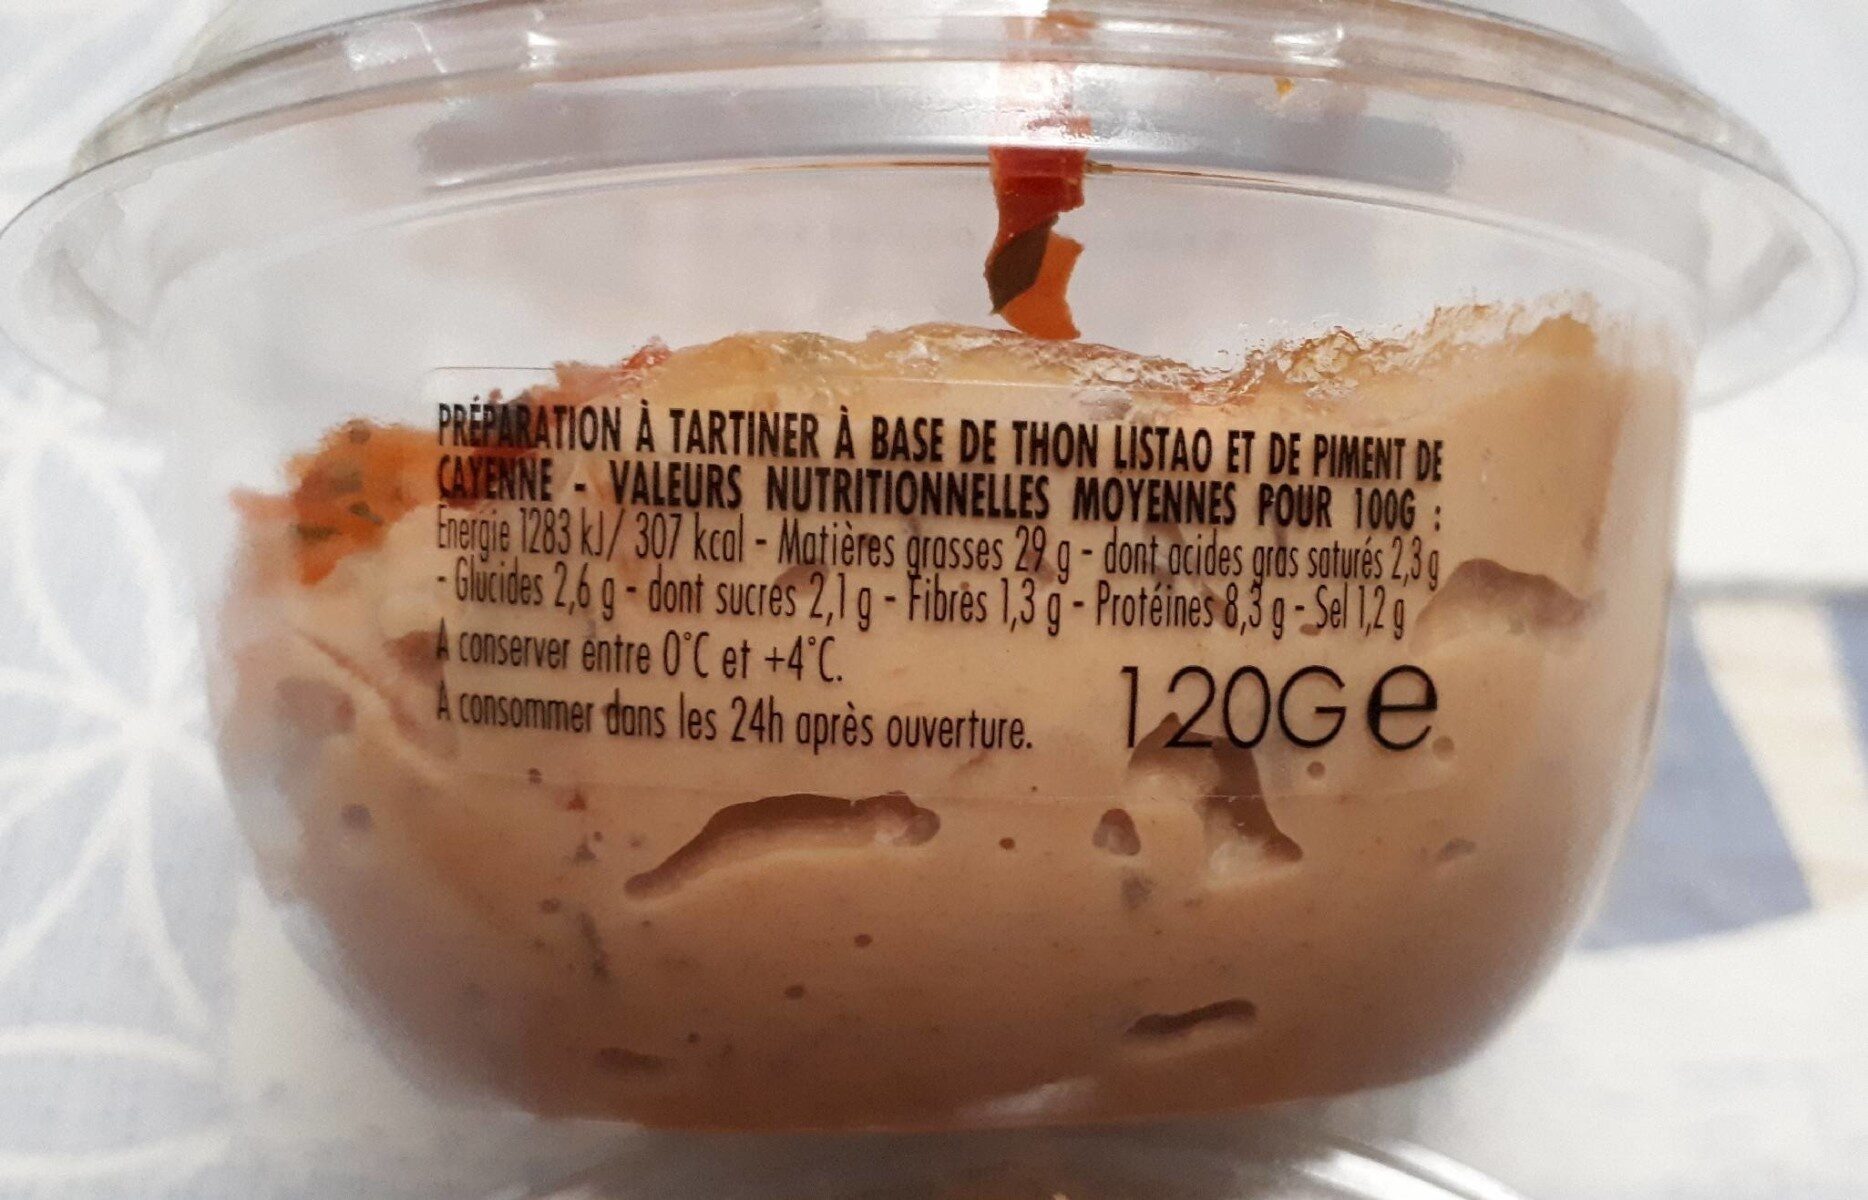 PRÉPARATION À TARTINER À BASE DE THON LISTAO ET DE PIMENT DE
CAYENNE - VALEURS NUTRITIONNELLES MOYENNES POUR 100G :
Énergie 1283 kJ/ 307 kcal - Matières grasses 29 g - dont acides gras saturés 2,3 g
- Glucides 2,6 g - dont sucres 2,1 g - Fibres 1,3 g - Protéines 8,3 g - Sel 1,2 g
À conserver entre 0°C et +4°C.
À consommer dans les 24h après ouverture.
120G e